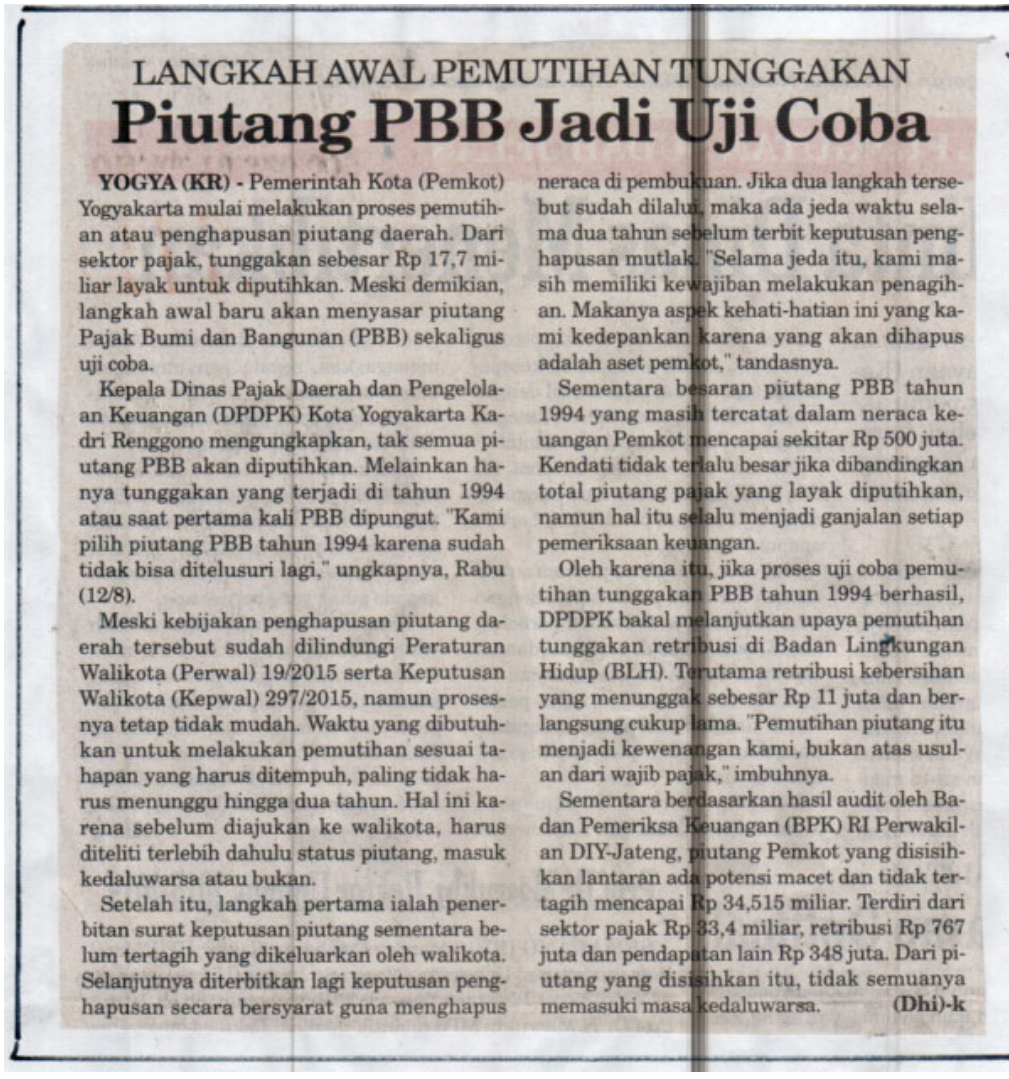 LANGKAH AWAL PEMUTIHAN TUNGGAKAN
Piutang PBB Jadi Uji Coba
YOGYA (KR) - Pemerintah Kota (Pemkot)
Yogyakarta mulai melakukan proses pemutih-
an atau penghapusan piutang daerah. Dari
sektor pajak, tunggakan sebesar Rp 17,7 mi-
liar layak untuk diputihkan. Meski demikian,
langkah awal baru akan menyasar piutang
Pajak Bumi dan Bangunan (PBB) sekaligus
uji coba.
Kepala Dinas Pajak Daerah dan Pengelola-
an Keuangan (DPDPK) Kota Yogyakarta Ka-
dri Renggono mengungkapkan, tak semua pi-
utang PBB akan diputihkan. Melainkan ha-
nya tunggakan yang terjadi di tahun 1994
atau saat pertama kali PBB dipungut. "Kami
pilih piutang PBB tahun 1994 karena sudah
tidak bisa ditelusuri lagi," ungkapnya, Rabu
(12/8).
Meski kebijakan penghapusan piutang da-
erah tersebut sudah dilindungi Peraturan
Walikota (Perwal) 19/2015 serta Keputusan
Walikota (Kepwal) 297/2015, namun proses-
nya tetap tidak mudah. Waktu yang dibutuh-
kan untuk melakukan pemutihan sesuai ta-
hapan yang harus ditempuh, paling tidak ha-
rus menunggu hingga dua tahun. Hal ini ka-
rena sebelum diajukan ke walikota, harus
diteliti terlebih dahulu status piutang, masuk
kedaluwarsa atau bukan.
Setelah itu, langkah pertama ialah pener-
bitan surat keputusan piutang sementara be-
lum tertagih yang dikeluarkan oleh walikota.
Selanjutnya diterbitkan lagi keputusan peng-
hapusan secara bersyarat guna menghapus
neraca di pembukuan. Jika dua langkah terse-
but sudah dilalui, maka ada jeda waktu sela-
ma dua tahun sebelum terbit keputusan peng-
hapusan mutlak. "Selama jeda itu, kami ma-
sih memiliki kewajiban melakukan penagih-
an. Makanya aspek kehati-hatian ini yang ka-
mi kedepankan karena yang akan dihapus
adalah aset pemkot," tandasnya.
Sementara besaran piutang PBB tahun
1994 yang masih tercatat dalam neraca ke-
uangan Pemkot mencapai sekitar Rp 500 juta.
Kendati tidak terlalu besar jika dibandingkan
total piutang pajak yang layak diputihkan,
namun hal itu selalu menjadi ganjalan setiap
pemeriksaan keuangan.
Oleh karena itu, jika proses uji coba pemu-
tihan tunggakan PBB tahun 1994 berhasil,
DPDPK bakal melanjutkan upaya pemutihan
tunggakan retribusi di Badan Lingkungan
Hidup (BLH). Terutama retribusi kebersihan
yang menunggak sebesar Rp 11 juta dan ber-
langsung cukup lama. "Pemutihan piutang itu
menjadi kewenangan kami, bukan atas usul-
an dari wajib pajak," imbuhnya.
Sementara berdasarkan hasil audit oleh Ba-
dan Pemeriksa Keuangan (BPK) RI Perwakil-
an DIY-Jateng, piutang Pemkot yang disisih-
kan lantaran ada potensi macet dan tidak ter-
tagih mencapai Rp 34,515 miliar. Terdiri dari
sektor pajak Rp 33,4 miliar, retribusi Rp 767
juta dan pendapatan lain Rp 348 juta. Dari pi-
utang yang disisihkan itu, tidak semuanya
memasuki masa kedaluwarsa. (Dhi)-k